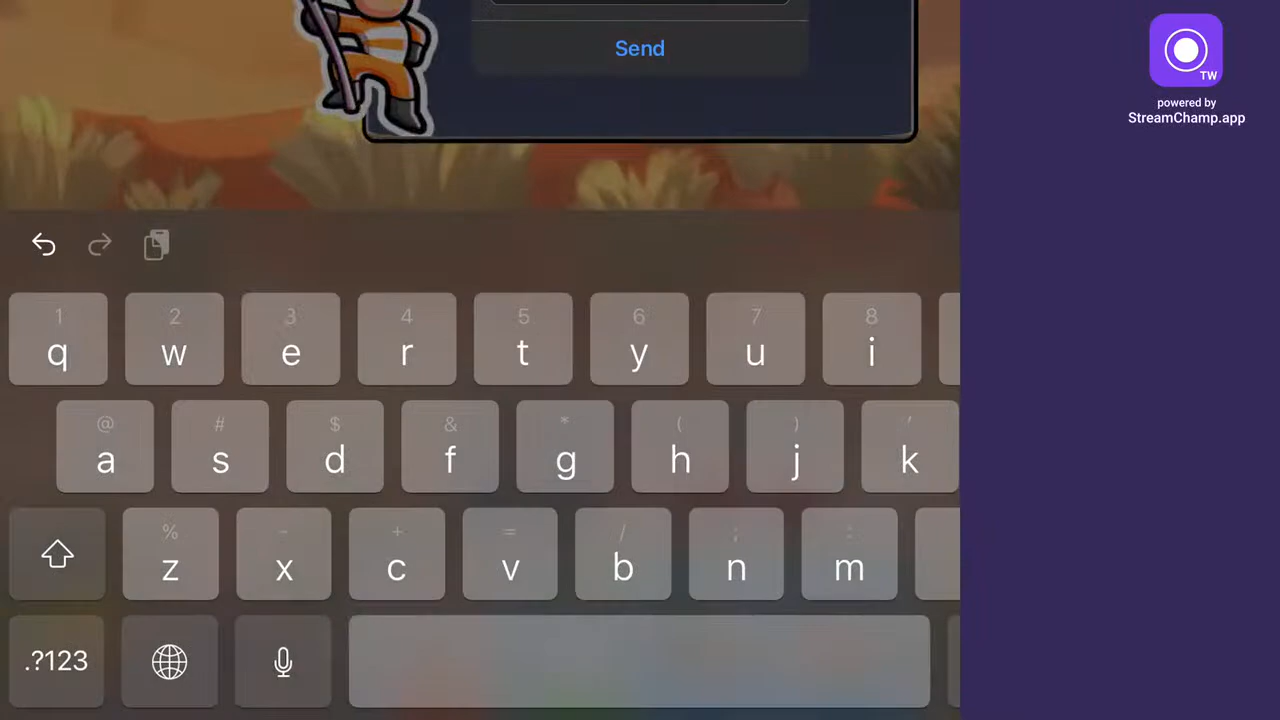 Send
TW
powered by
StreamChamp.app
1 2 3 4 5 6 7 8
q w e r t y u i
@ # $ & * ( ) '
a s d f g h j k
% - + = / ; :
z x c v b n m
.?123